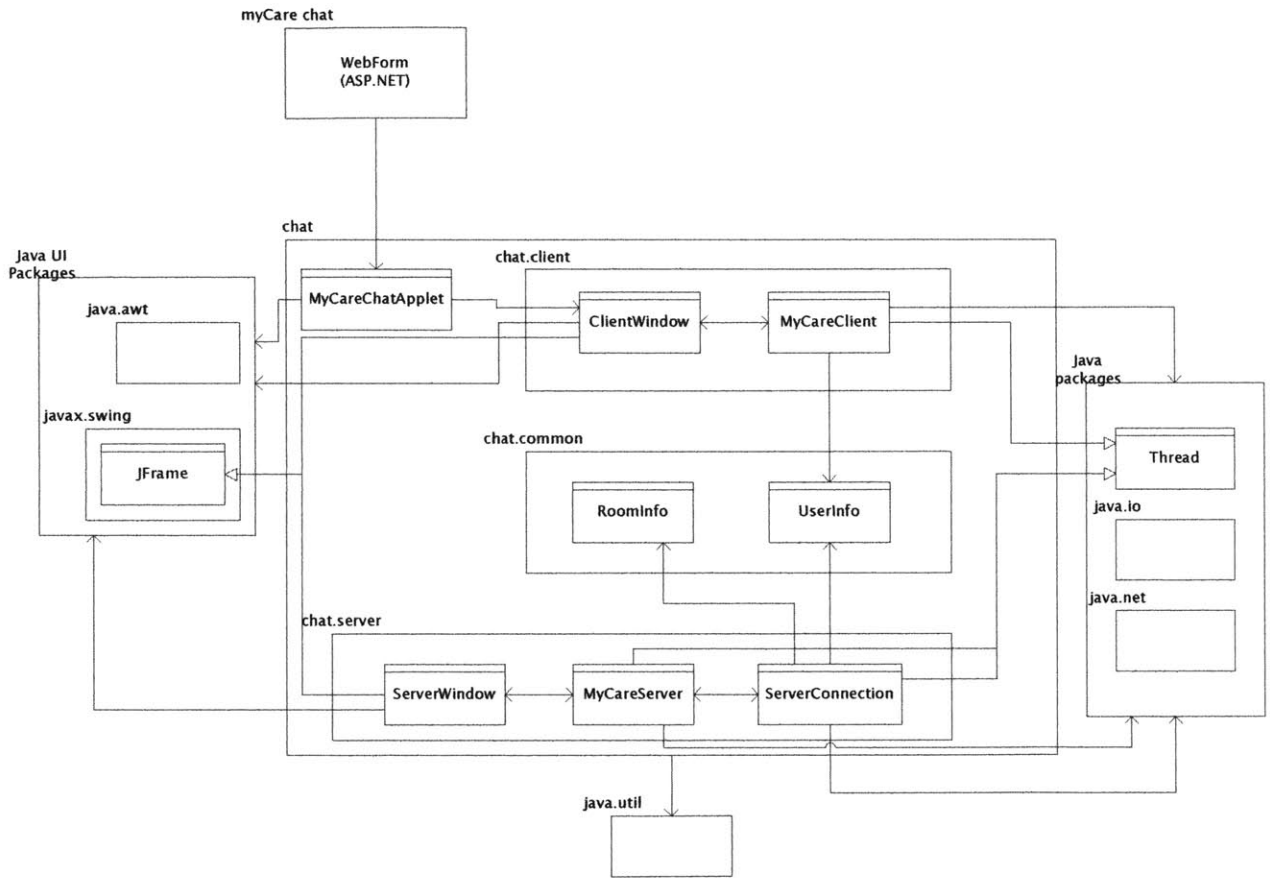 myCare chat
WebForm
(ASP.NET)
chat
Java UI
Packages
chat.client
MyCareChatApplet
java.awt
ClientWindow
MyCareClient
Java
packages
javax.swing
chat.common
JFrame
Thread
RoomInfo
UserInfo
java.io
java.net
chat.server
ServerWindow
MyCareServer
ServerConnection
java.util